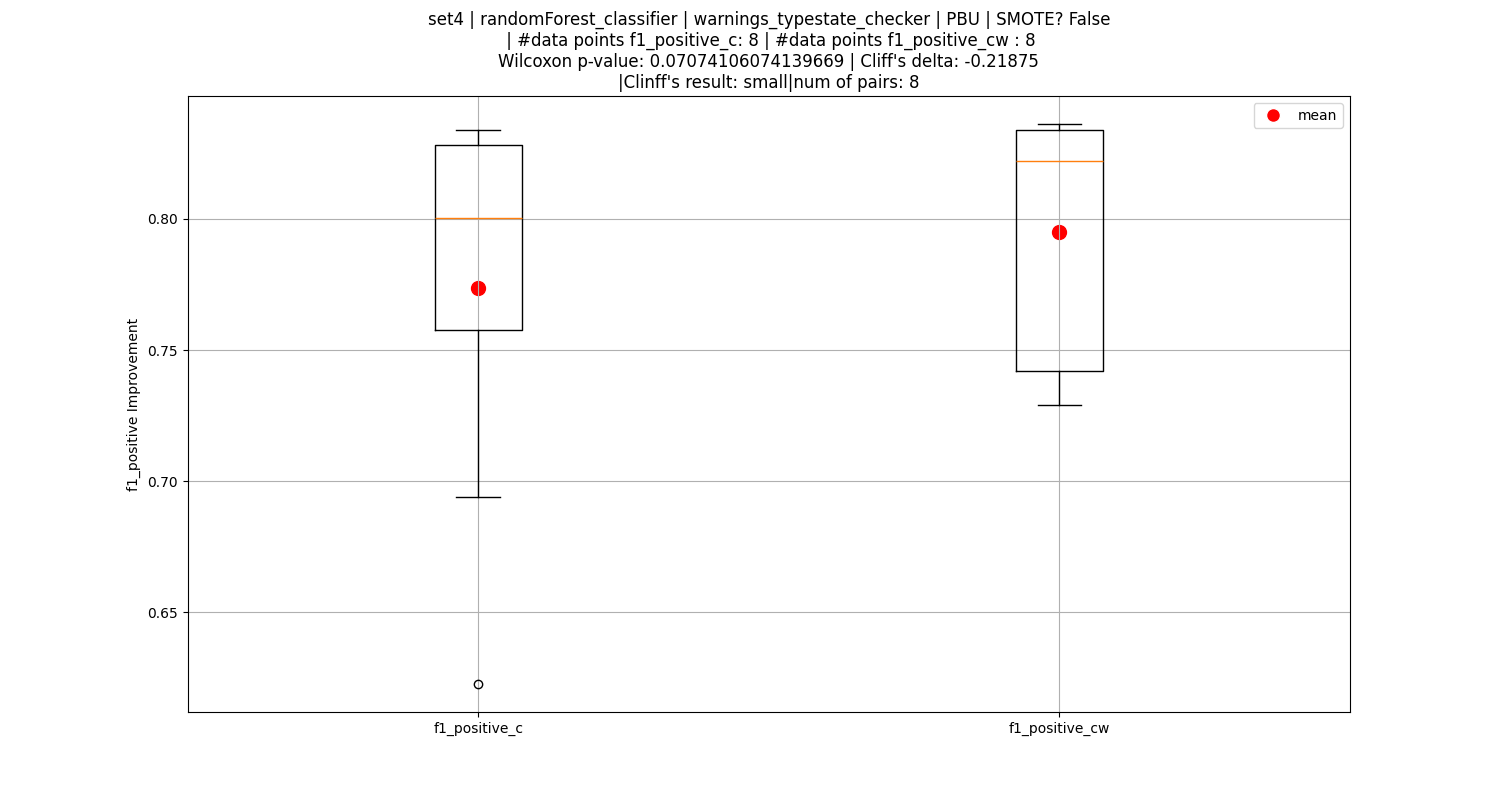 set4 | randomForest_classifier | warnings_typestate_checker | PBU | SMOTE? False
| #data points f1_positive_c: 8 | #data points f1_positive_cw : 8
Wilcoxon p-value: 0.07074106074139669 | Cliff's delta: -0.21875
|Clinff's result: small|num of pairs: 8
mean
0.80
0.75
0.70
0.65
f1_positive Improvement
f1_positive_c
f1_positive_cw